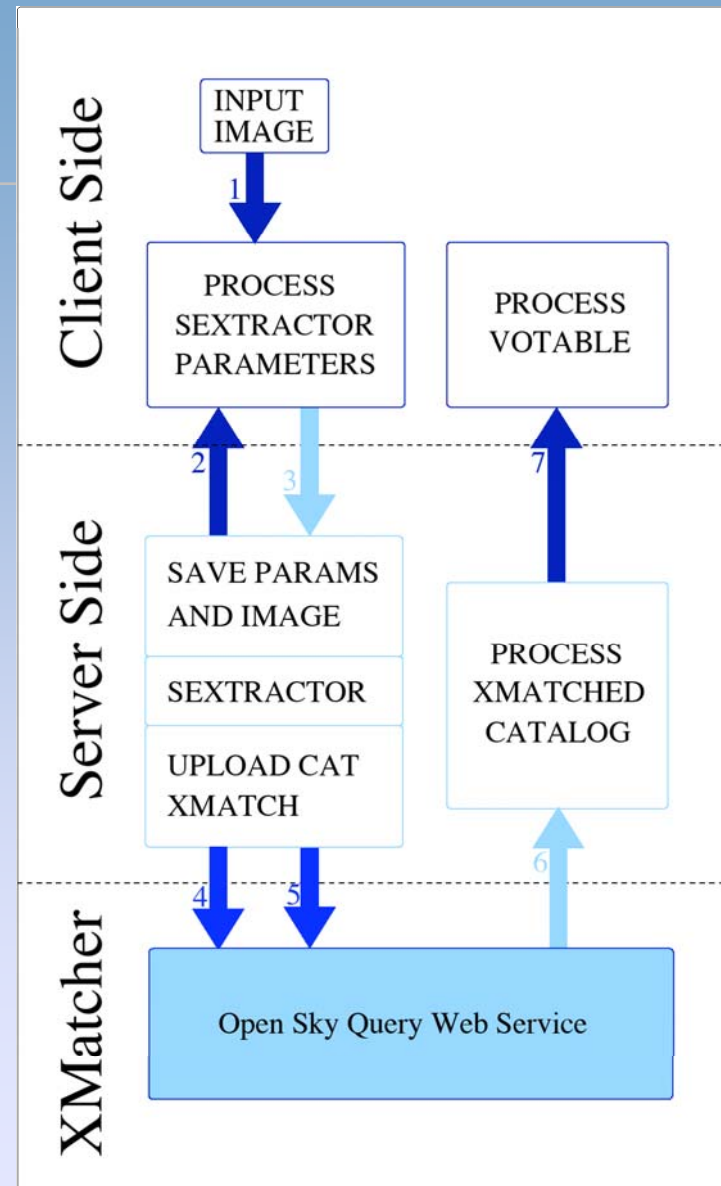 Client Side
INPUT
IMAGE
1
PROCESS
SEXTRACTOR
PARAMETERS
PROCESS
VOTABLE
2
3
7
Server Side
SAVE PARAMS
AND IMAGE
SEXTRACTOR
UPLOAD CAT
XMATCH
PROCESS
XMATCHED
CATALOG
4
5
6
XMatcher
Open Sky Query Web Service